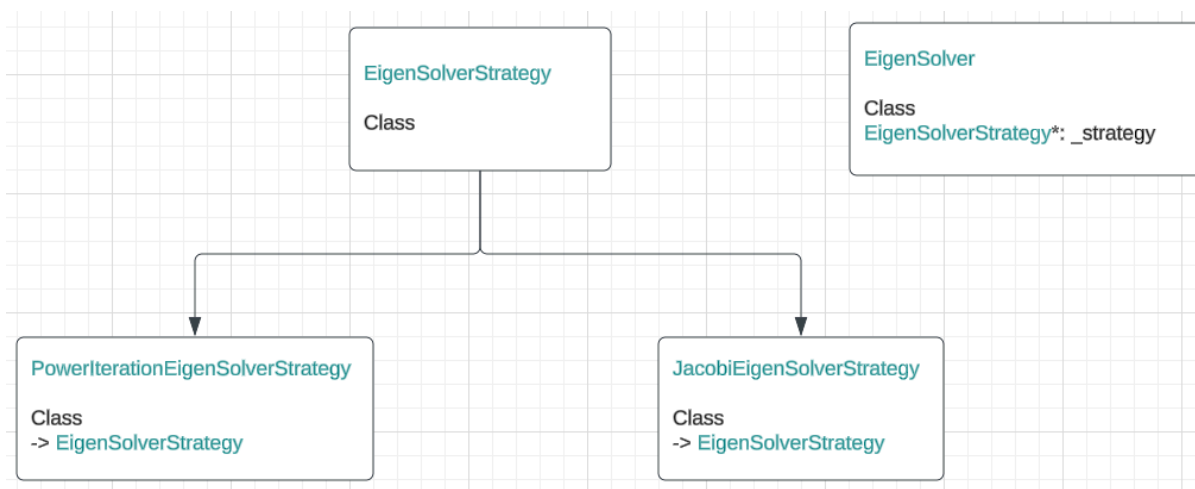 EigenSolverStrategy
Class
EigenSolver
Class
EigenSolverStrategy*: _strategy
PowerIterationEigenSolverStrategy
Class
-> EigenSolverStrategy
JacobiEigenSolverStrategy
Class
-> EigenSolverStrategy